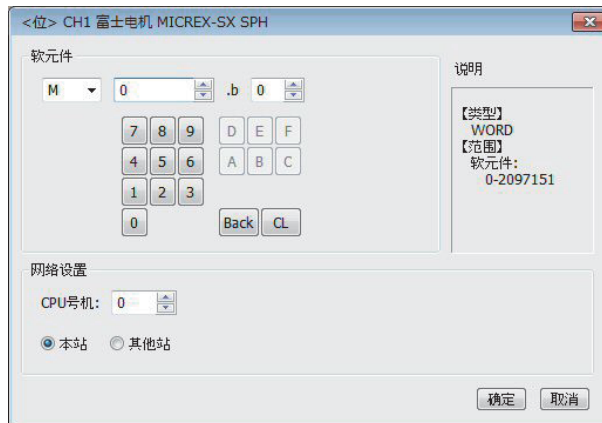 <位> CH1 富士电机 MICREX-SX SPH
软元件
M 0 .b 0
7 8 9 D E F
4 5 6 A B C
1 2 3
0 Back CL
说明
【类型】
WORD
【范围】
软元件:
0-2097151
网络设置
CPU号机: 0
本站 其他站
确定 取消